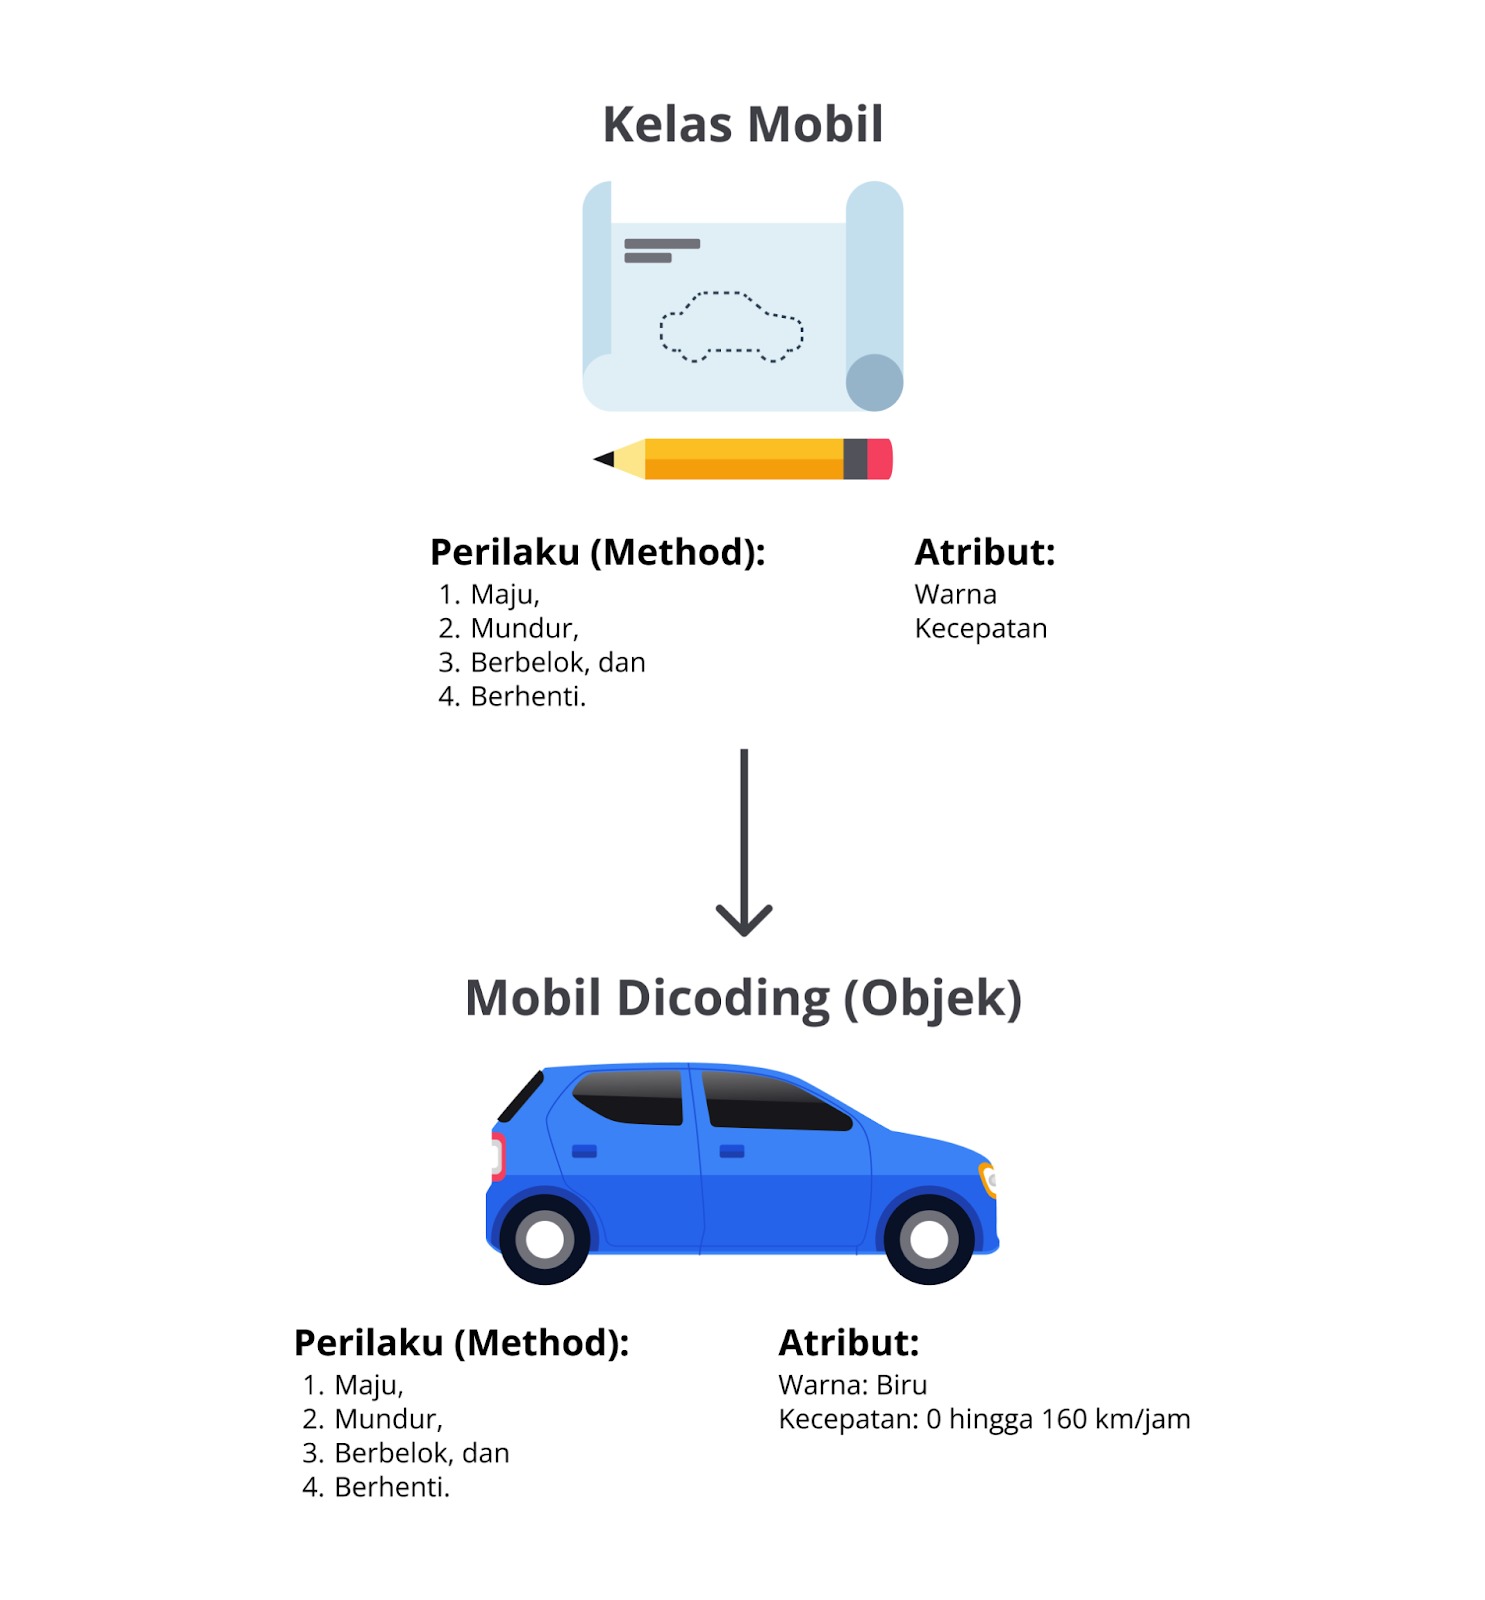 Kelas Mobil
Perilaku (Method):
1. Maju,
2. Mundur,
3. Berbelok, dan
4. Berhenti.
Atribut:
Warna
Kecepatan
Mobil Dicoding (Objek)
Perilaku (Method):
1. Maju,
2. Mundur,
3. Berbelok, dan
4. Berhenti.
Atribut:
Warna: Biru
Kecepatan: 0 hingga 160 km/jam